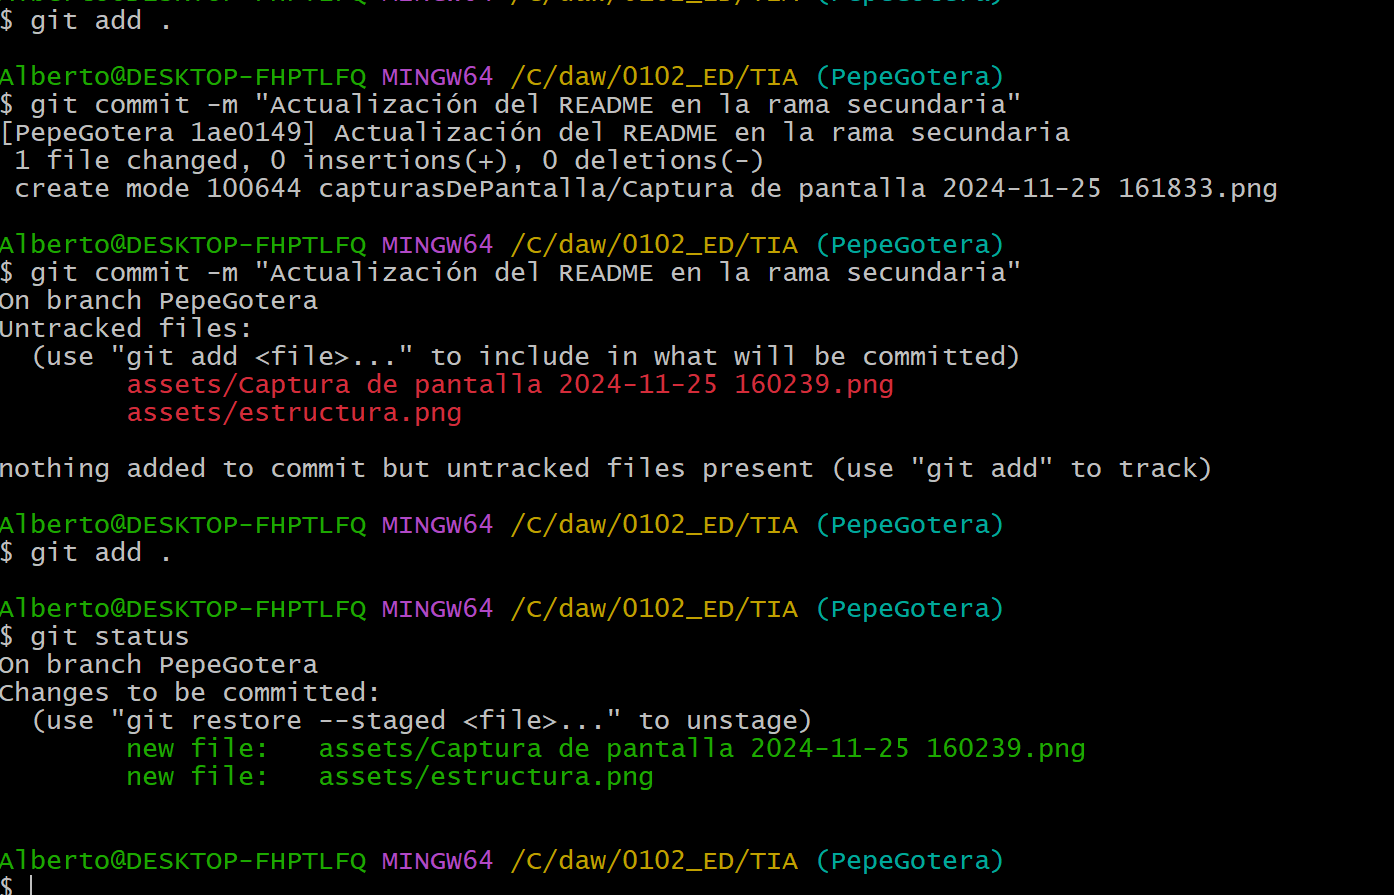 Alberto@DESKTOP-FHPTLFQ MINGW64 /C/daw/0102_ED/TIA (PepeGotera)
$ git add .
Alberto@DESKTOP-FHPTLFQ MINGW64 /C/daw/0102_ED/TIA (PepeGotera)
$ git commit -m "Actualización del README en la rama secundaria"
[PepeGotera 1ae0149] Actualización del README en la rama secundaria
 1 file changed, 0 insertions(+), 0 deletions(-)
 create mode 100644 capturasDePantalla/Captura de pantalla 2024-11-25 161833.png
Alberto@DESKTOP-FHPTLFQ MINGW64 /C/daw/0102_ED/TIA (PepeGotera)
$ git commit -m "Actualización del README en la rama secundaria"
On branch PepeGotera
Untracked files:
  (use "git add <file>..." to include in what will be committed)
        assets/Captura de pantalla 2024-11-25 160239.png
        assets/estructura.png
nothing added to commit but untracked files present (use "git add" to track)
Alberto@DESKTOP-FHPTLFQ MINGW64 /C/daw/0102_ED/TIA (PepeGotera)
$ git add .
Alberto@DESKTOP-FHPTLFQ MINGW64 /C/daw/0102_ED/TIA (PepeGotera)
$ git status
On branch PepeGotera
Changes to be committed:
  (use "git restore --staged <file>..." to unstage)
        new file:   assets/Captura de pantalla 2024-11-25 160239.png
        new file:   assets/estructura.png
Alberto@DESKTOP-FHPTLFQ MINGW64 /C/daw/0102_ED/TIA (PepeGotera)
$